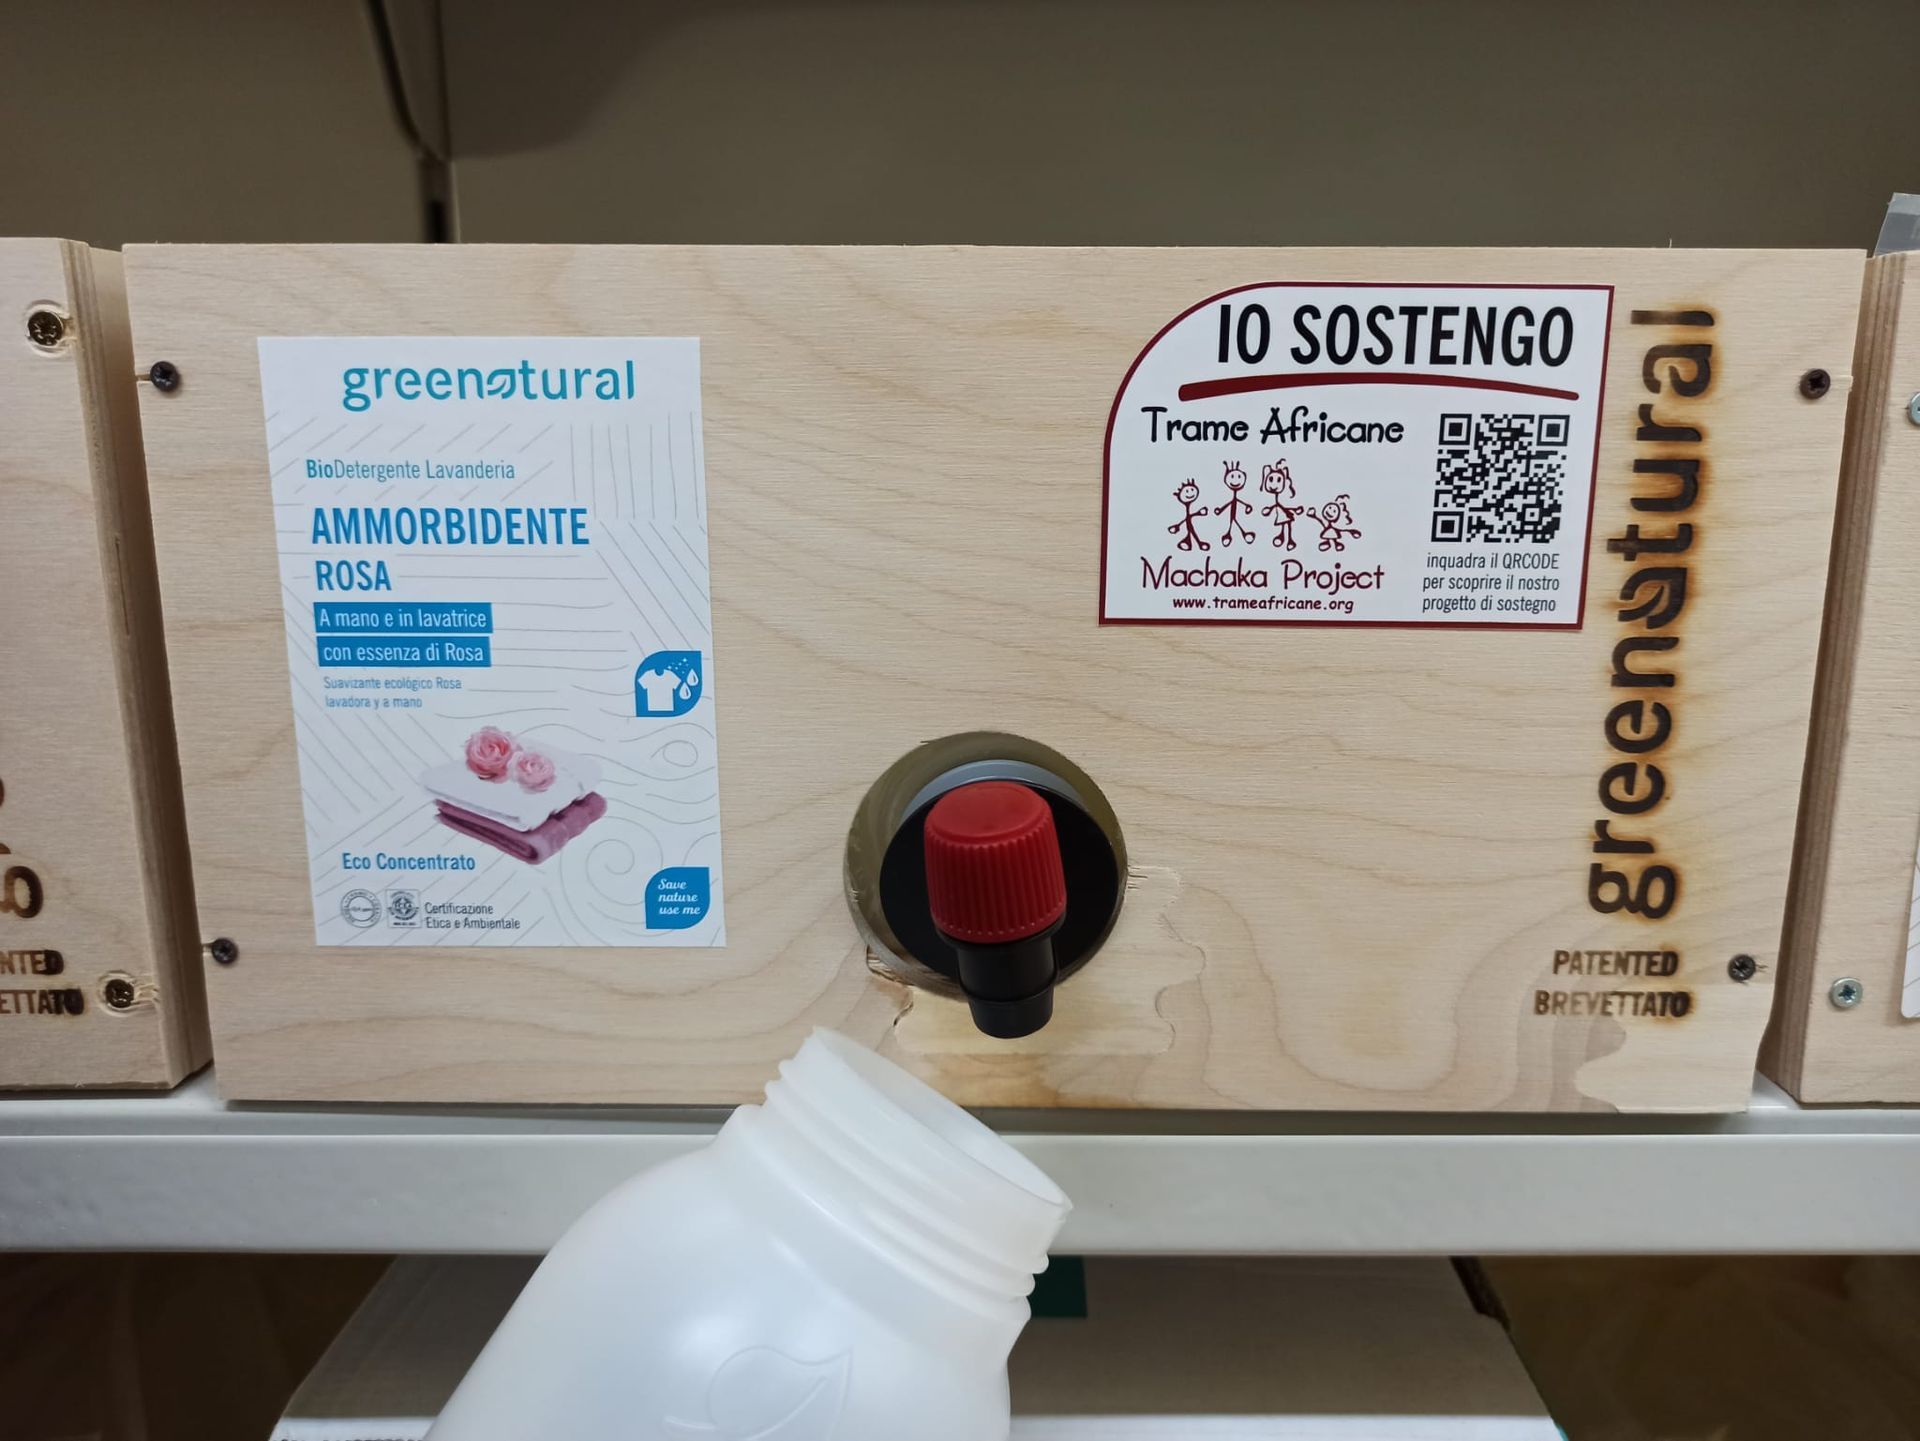 greenatural
BioDetergente Lavanderia
AMMORBIDENTE
ROSA
A mano e in lavatrice
con essenza di Rosa
Suavizante ecológico Rosa
lavadora y a mano
Eco Concentrato
Certificazione
Etica e Ambientale
Save
nature
use me
IO SOSTENGO
Trame Africane
Machaka Project
www.trameafricane.org
inquadra il QRCODE
per scoprire il nostro
progetto di sostegno
greenatural
PATENTED
BREVETTATO
NTED
ETTATO